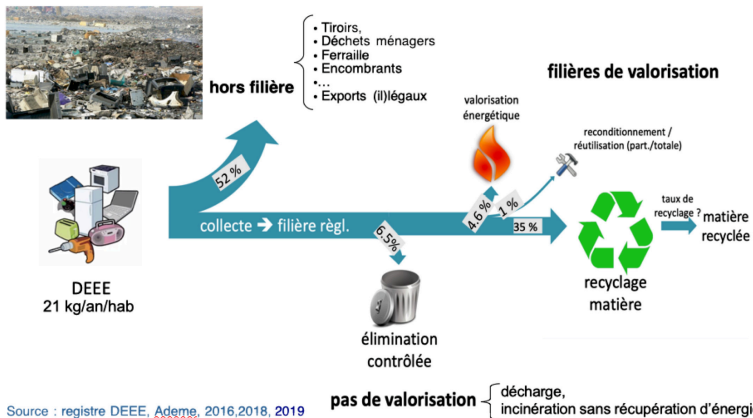 • Tiroirs,
• Déchets ménagers
• Ferraille
• Encombrants
•…
• Exports (il)légaux
hors filière
filières de valorisation
valorisation
énergétique
reconditionnement /
réutilisation (part./totale)
52 %
collecte ➔ filière règl.
6.5%
4.6 %
1 %
35 %
taux de
recyclage ?
matière
recyclée
recyclage
matière
DEEE
21 kg/an/hab
élimination
contrôlée
pas de valorisation
décharge,
incinération sans récupération d'énergi
Source : registre DEEE, Ademe, 2016,2018, 2019